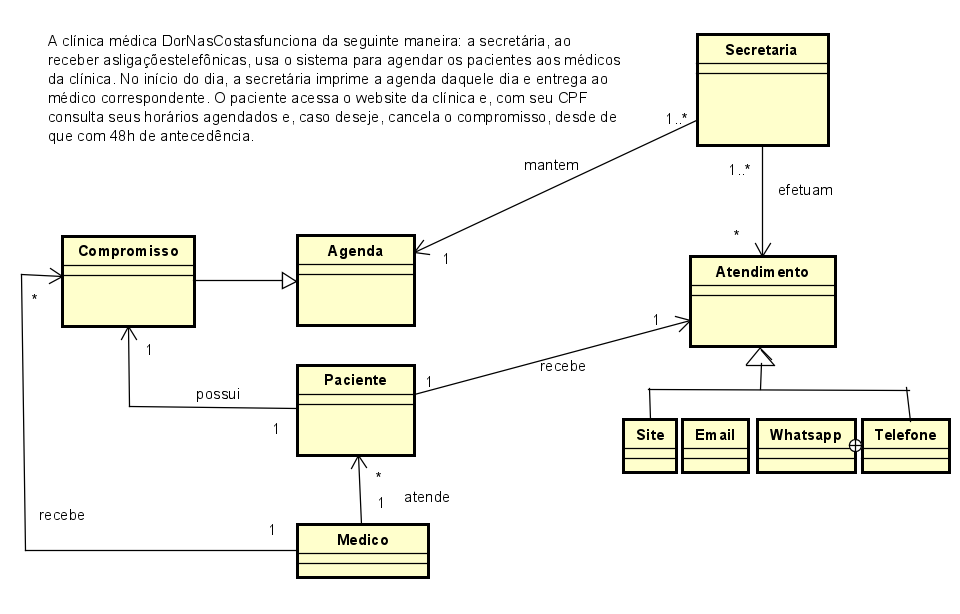 A clínica médica DorNasCostasfunciona da seguinte maneira: a secretária, ao
receber asligaçõestelefônicas, usa o sistema para agendar os pacientes aos médicos
da clínica. No início do dia, a secretária imprime a agenda daquele dia e entrega ao
médico correspondente. O paciente acessa o website da clínica e, com seu CPF
consulta seus horários agendados e, caso deseje, cancela o compromisso, desde de
que com 48h de antecedência.
Secretaria
1..*
mantem
1..*
efetuam
*
1
Compromisso
Agenda
Atendimento
*
1
1
recebe
Paciente
1
possui
1
Site
Email
Whatsapp
Telefone
*
1
atende
recebe
1
Medico